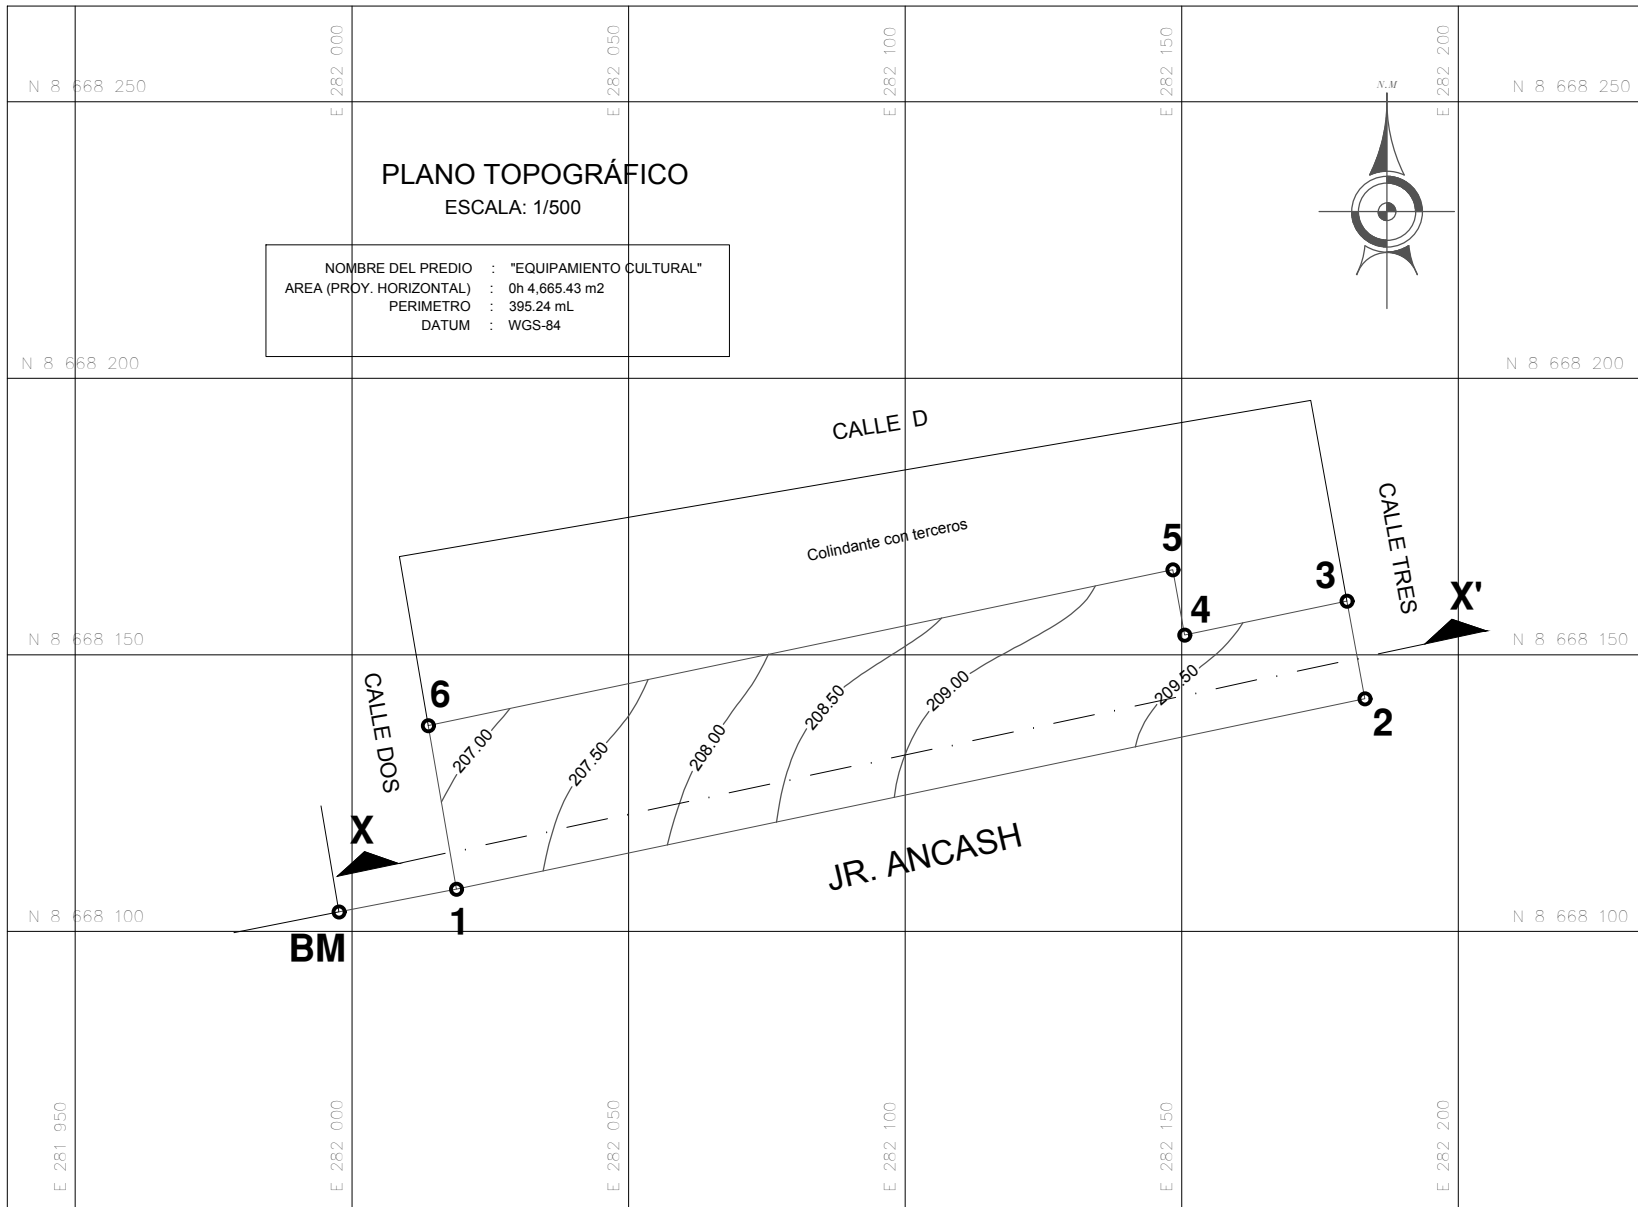 E 282 000
E 282 050
E 282 100
E 282 150
E 282 200
N 8 668 250
N 8 668 250
N.M
PLANO TOPOGRÁFICO
ESCALA: 1/500
NOMBRE DEL PREDIO : "EQUIPAMIENTO CULTURAL"
AREA (PROY. HORIZONTAL) : 0h 4,665.43 m2
PERIMETRO : 395.24 mL
DATUM : WGS-84
N 8 668 200
N 8 668 200
CALLE D
Colindante con terceros
CALLE TRES
5
3
4
X'
N 8 668 150
N 8 668 150
6
2
CALLE DOS
207.00
207.50
208.00
208.50
209.00
209.50
X
JR. ANCASH
1
BM
N 8 668 100
N 8 668 100
E 281 950
E 282 000
E 282 050
E 282 100
E 282 150
E 282 200